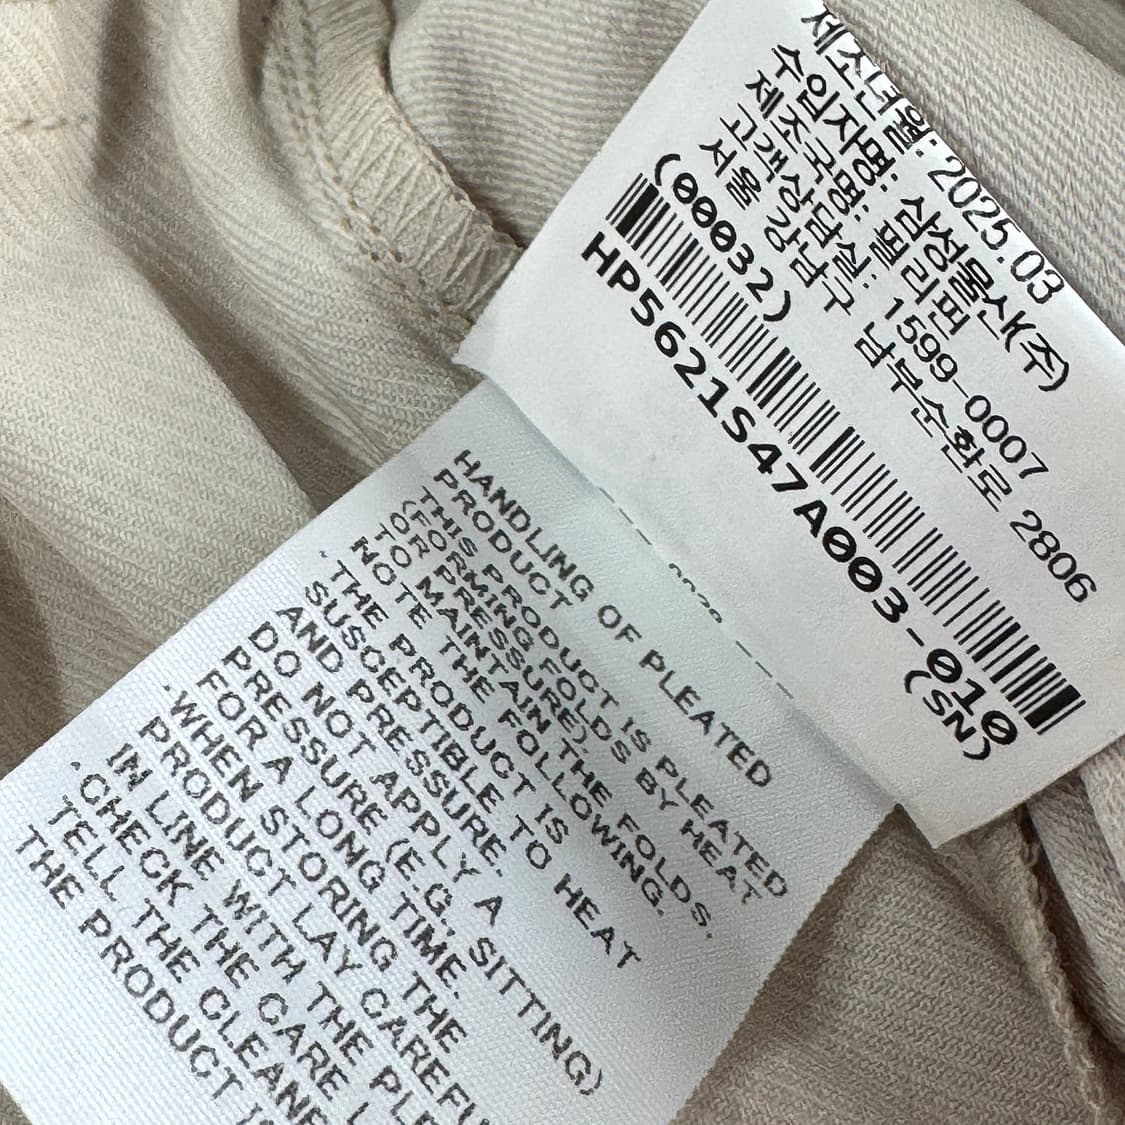 제조년월: 2025.03
수입자명: 삼성물산(주)
제조국명: 필리핀
고객상담실: 1599-0007
서울 강남구 남부순환로 2806
(00032)
HP5621S47A003-010
(SN)
HANDLING OF PLEATED
PRODUCT
THIS PRODUCT IS PLEATED
(FORMING FOLDS BY HEAT
OR PRESSURE).
TO MAINTAIN THE FOLDS,
NOTE THE FOLLOWING.
·THE PRODUCT IS
SUSCEPTIBLE TO HEAT
AND PRESSURE.
DO NOT APPLY A
PRESSURE (E.G., SITTING)
FOR A LONG TIME.
·WHEN STORING THE
PRODUCT LAY CAREFU
IN LINE WITH THE PLE
·CHECK THE CARE L
TELL THE CLEANE
THE PRODUCT I